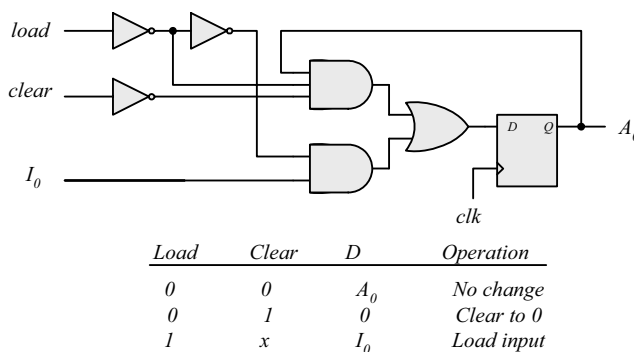 load
clear
I₀
D Q
A₀
clk
Load Clear D Operation
0 0 A₀ No change
0 1 0 Clear to 0
1 x I₀ Load input